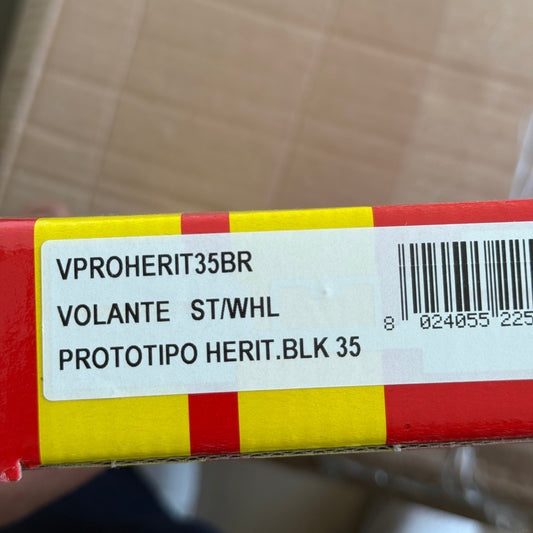 VPROHERIT35BR
VOLANTE ST/WHL
PROTOTIPO HERIT.BLK 35
8 024055 225